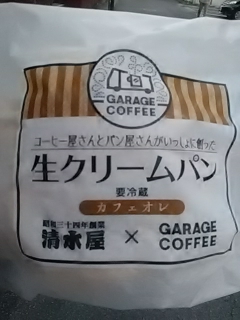 GARAGE
COFFEE
コーヒー屋さんとパン屋さんがいっしょに創った
生クリームパン
要冷蔵
カフェオレ
昭和三十四年創業
清水屋
×
GARAGE
COFFEE